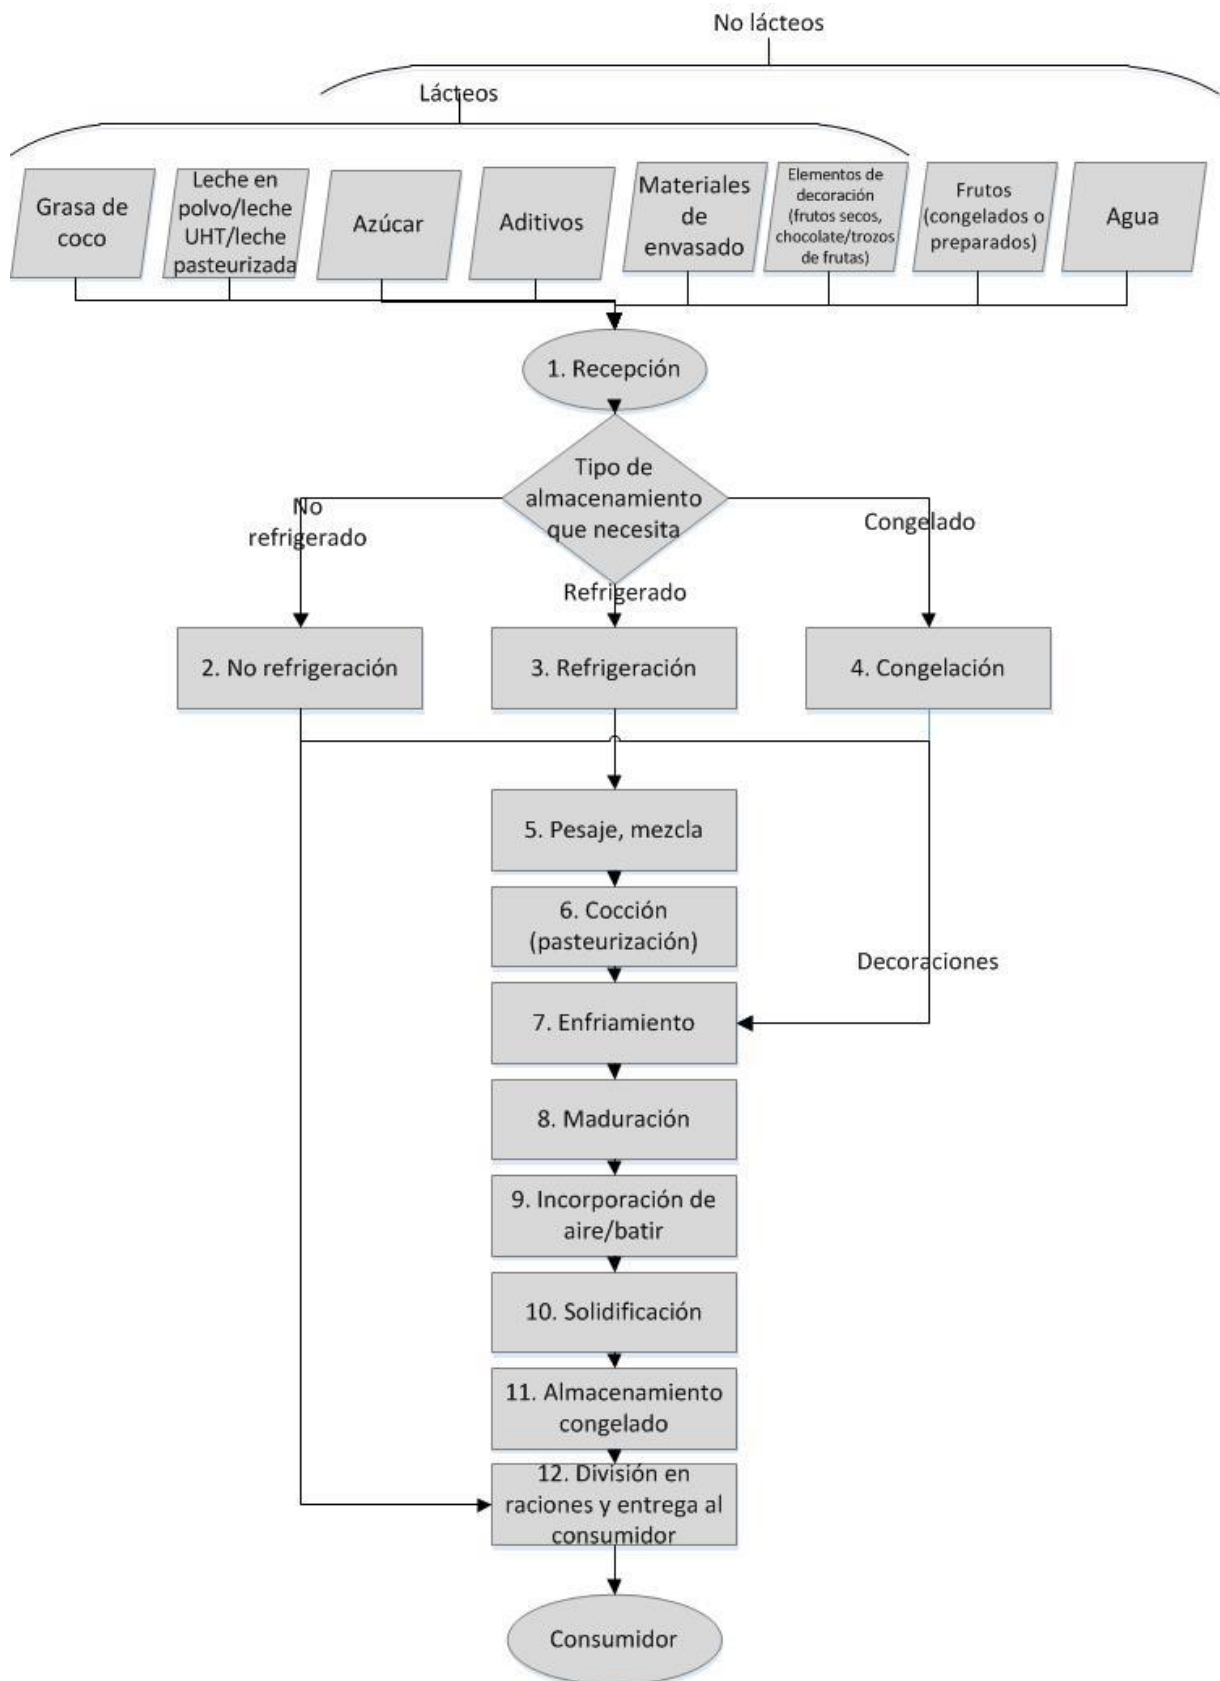 No lácteos
Lácteos
Grasa de
coco
Leche en
polvo/leche
UHT/leche
pasteurizada
Azúcar
Aditivos
Materiales
de
envasado
Elementos de
decoración
(frutos secos,
chocolate/trozos
de frutas)
Frutos
(congelados o
preparados)
Agua
1. Recepción
Tipo de
almacenamiento
que necesita
No
refrigerado
Congelado
Refrigerado
2. No refrigeración
3. Refrigeración
4. Congelación
5. Pesaje, mezcla
6. Cocción
(pasteurización)
Decoraciones
7. Enfriamiento
8. Maduración
9. Incorporación de
aire/batir
10. Solidificación
11. Almacenamiento
congelado
12. División en
raciones y entrega al
consumidor
Consumidor